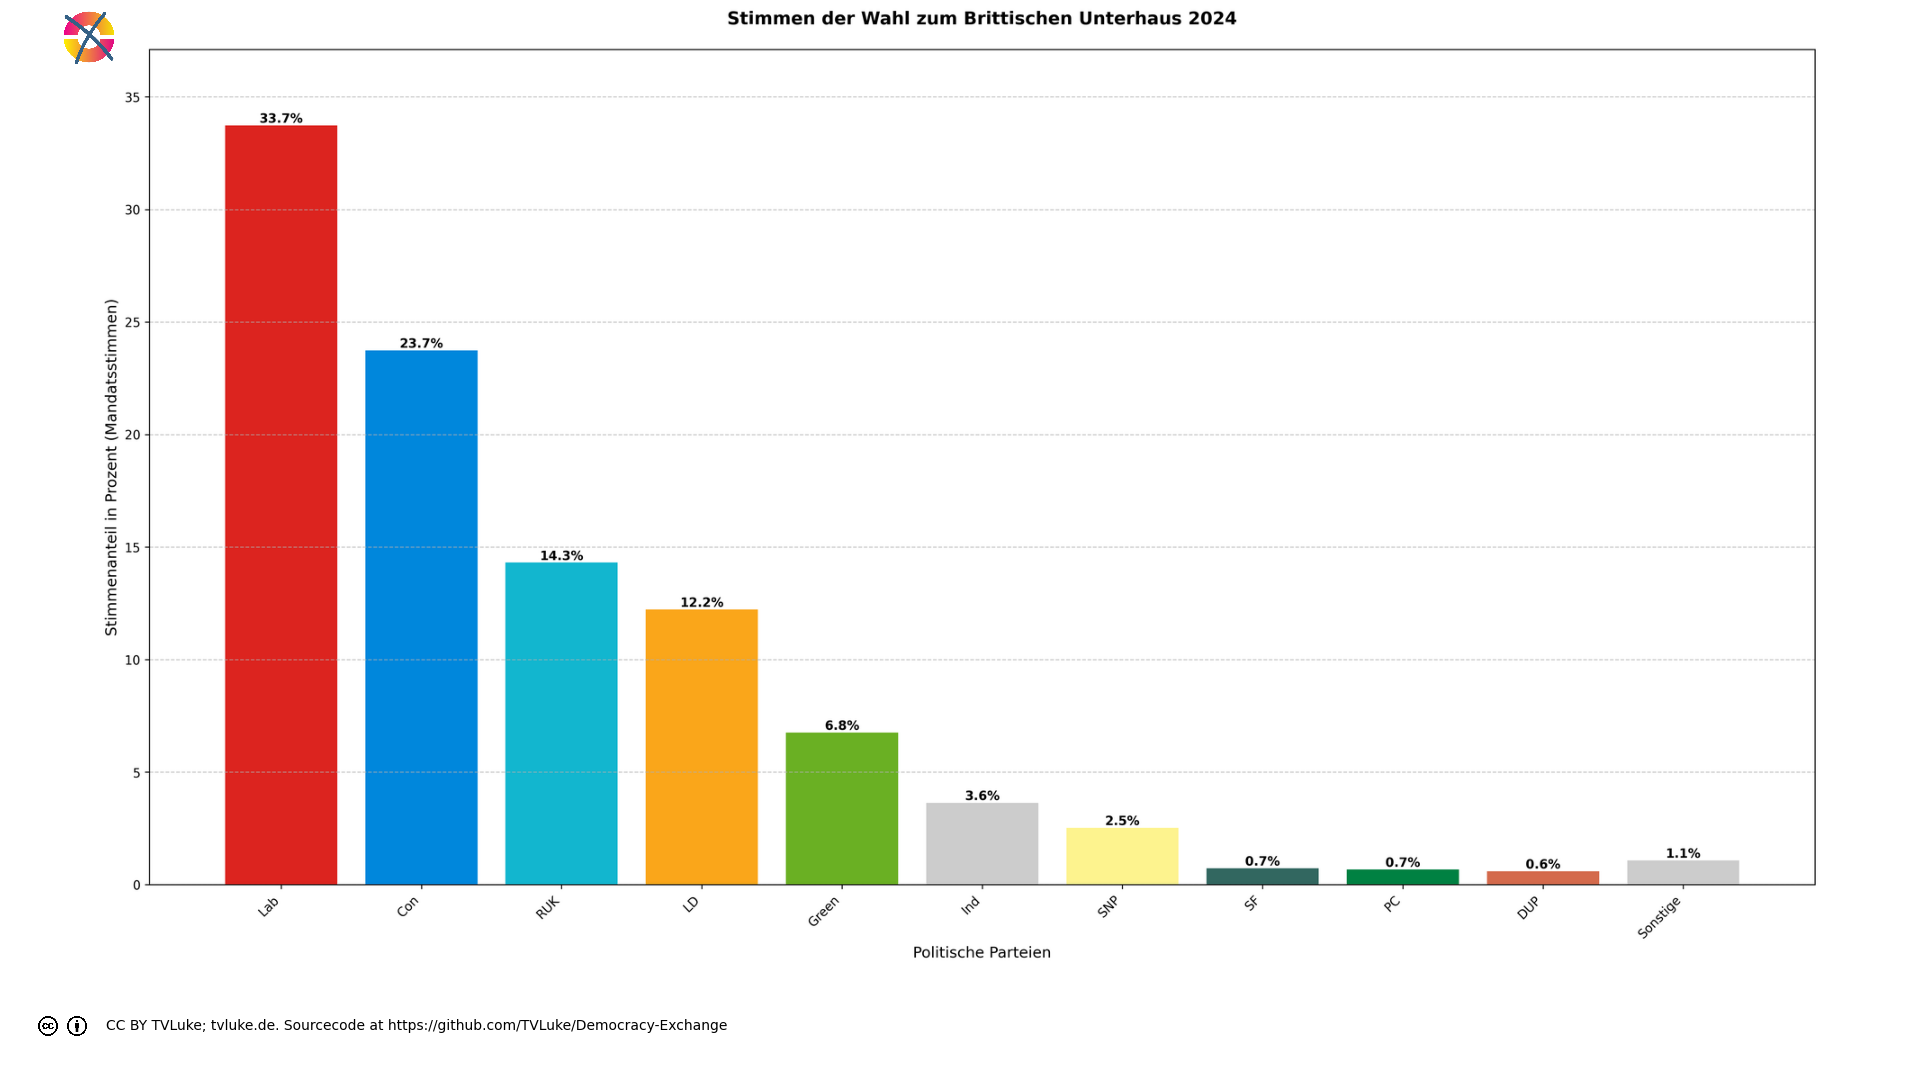 Stimmen der Wahl zum Brittischen Unterhaus 2024
Stimmenanteil in Prozent (Mandatsstimmen)
35
30
25
20
15
10
5
0
33.7%
23.7%
14.3%
12.2%
6.8%
3.6%
2.5%
0.7%
0.7%
0.6%
1.1%
Lab
Con
RUK
LD
Green
Ind
SNP
SF
PC
DUP
Sonstige
Politische Parteien
cc CC BY TVLuke; tvluke.de. Sourcecode at https://github.com/TVLuke/Democracy-Exchange